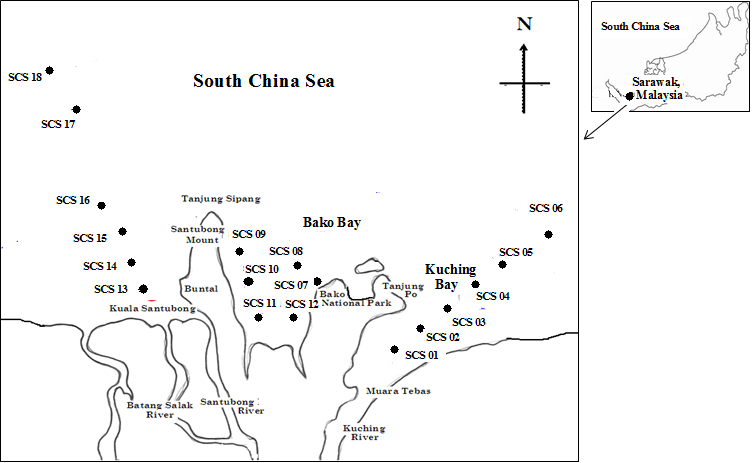 N
South China Sea
South China Sea
Sarawak,
Malaysia
SCS 18
SCS 17
SCS 16
SCS 15
SCS 14
SCS 13
Kuala Santubong
Tanjung Sipang
Santubong
Mount
Buntal
SCS 09
Bako Bay
SCS 08
SCS 10
SCS 07
SCS 11
SCS 12
Bako
National Park
Tanjung
Po
Kuching
Bay
SCS 06
SCS 05
SCS 04
SCS 03
SCS 02
SCS 01
Muara Tebas
Batang Salak
River
Santubong
River
Kuching
River